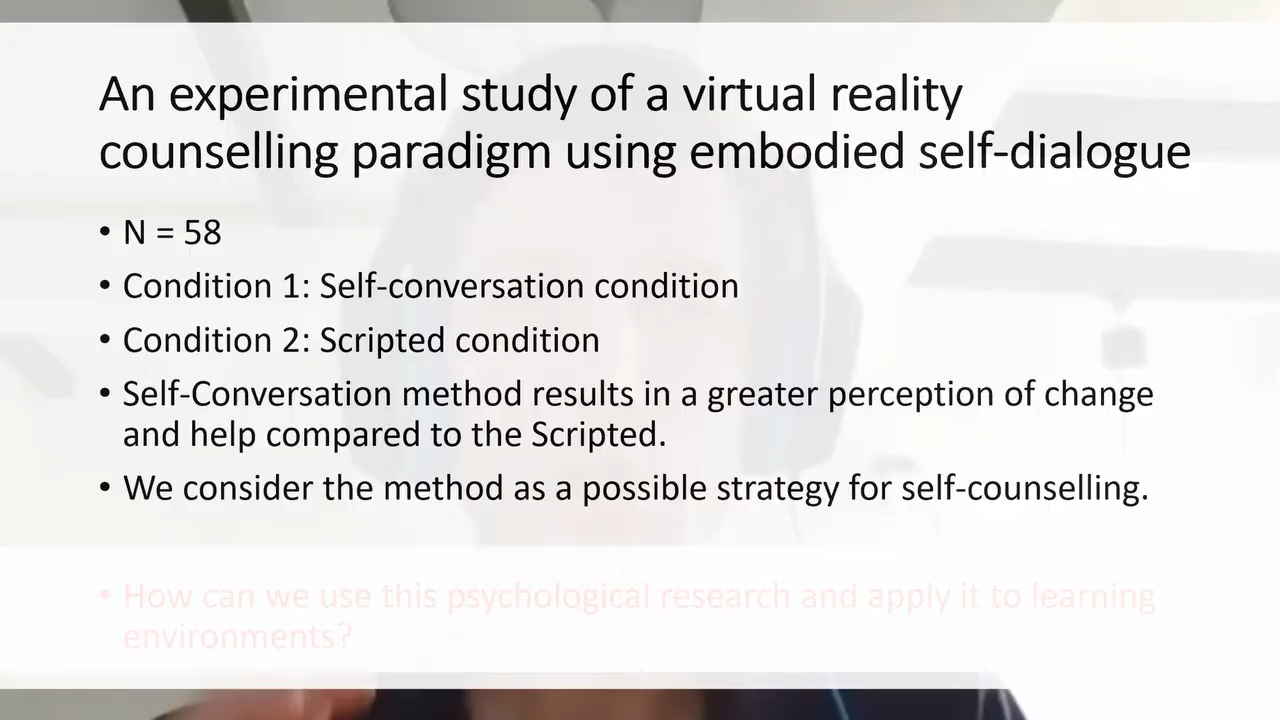 An experimental study of a virtual reality
counselling paradigm using embodied self-dialogue
• N = 58
• Condition 1: Self-conversation condition
• Condition 2: Scripted condition
• Self-Conversation method results in a greater perception of change
and help compared to the Scripted.
• We consider the method as a possible strategy for self-counselling.
• How can we use this psychological research and apply it to learning
environments?